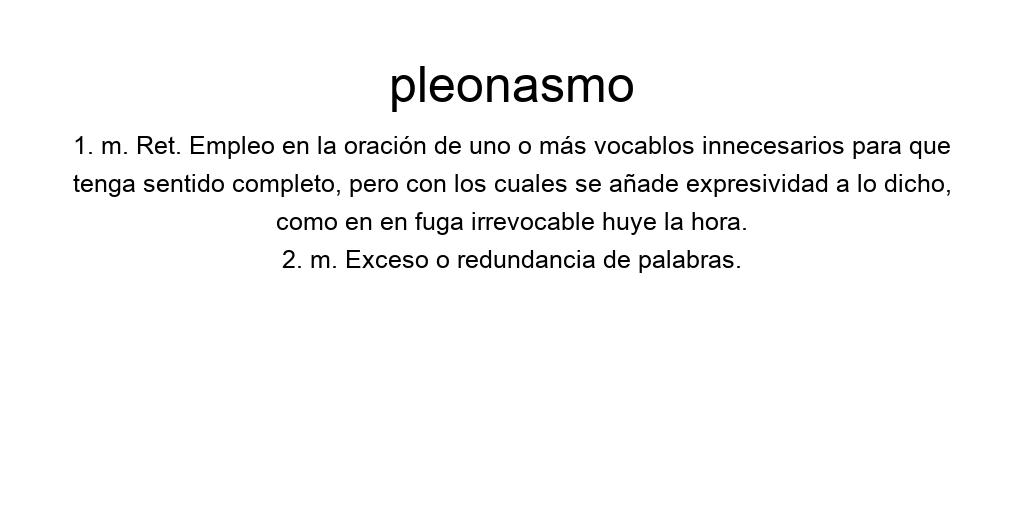 pleonasmo
1. m. Ret. Empleo en la oración de uno o más vocablos innecesarios para que
tenga sentido completo, pero con los cuales se añade expresividad a lo dicho,
como en en fuga irrevocable huye la hora.
2. m. Exceso o redundancia de palabras.